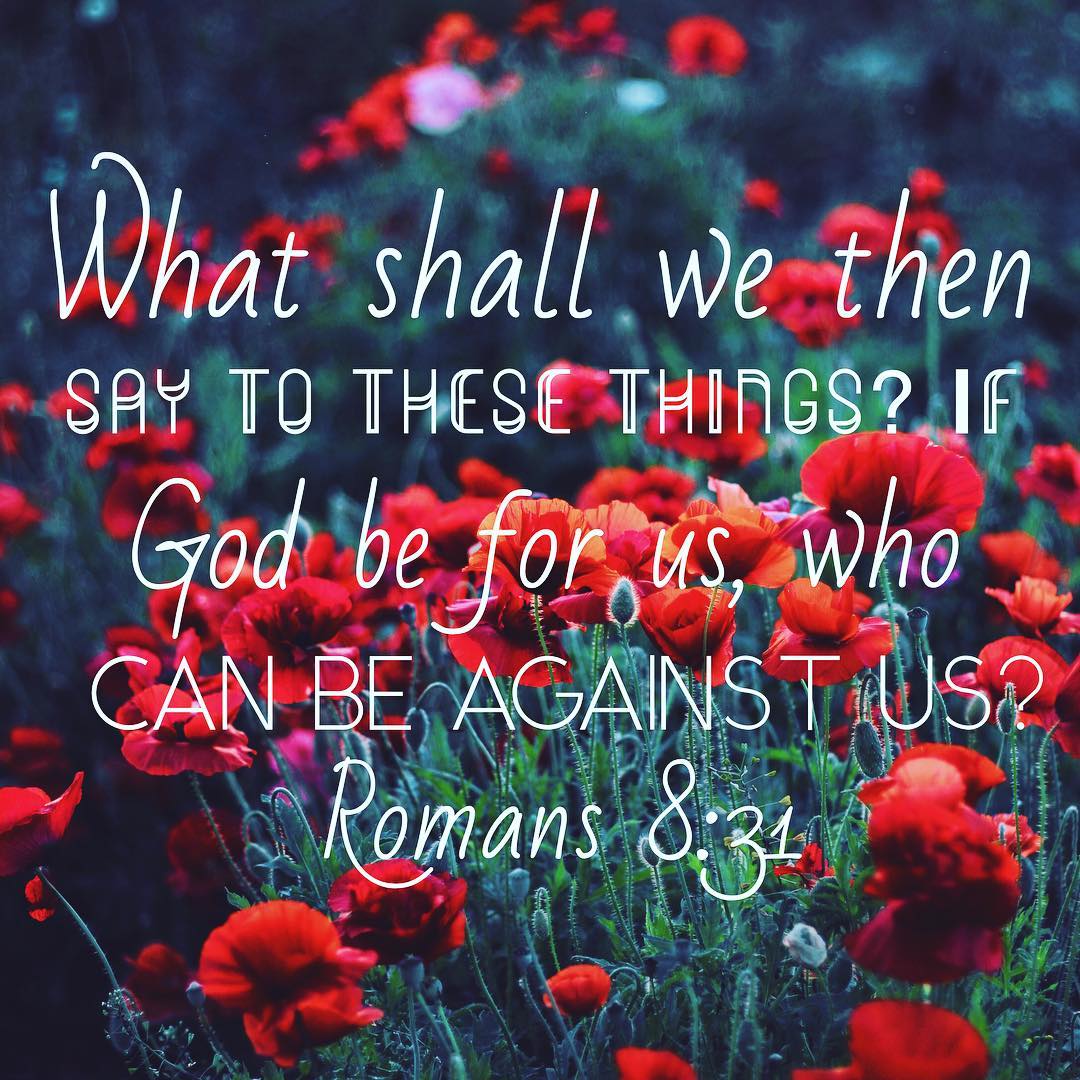 What shall we then
SAY TO THESE THINGS? IF
God be for us, who
CAN BE AGAINST US?
Romans 8:31